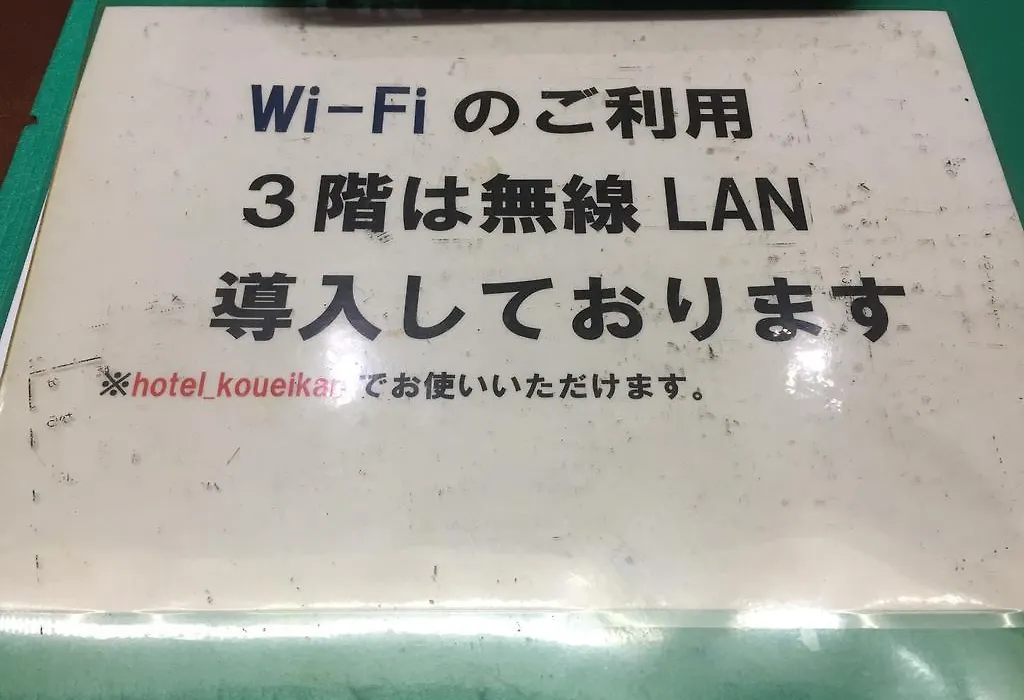 Wi-Fi のご利用
3階は無線 LAN
導入しております
※hotel_koueikan でお使いいただけます。